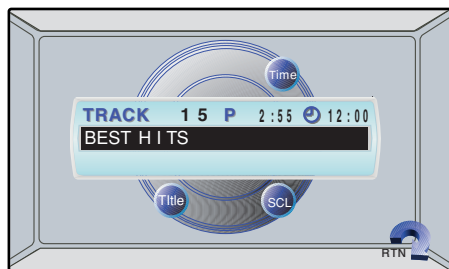 Time
TRACK 15 P 2:55 12:00
BEST HITS
TItle SCL
RTN